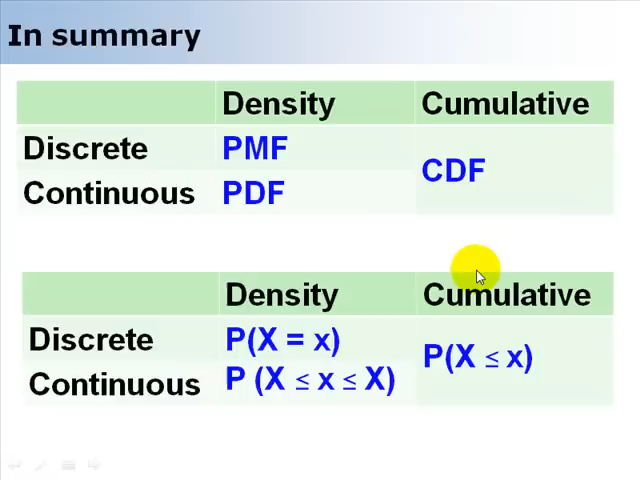 In summary
Density Cumulative
Discrete PMF
CDF
Continuous PDF
Density Cumulative
Discrete P(X = x)
P(X ≤ x)
Continuous P (X ≤ x ≤ X)